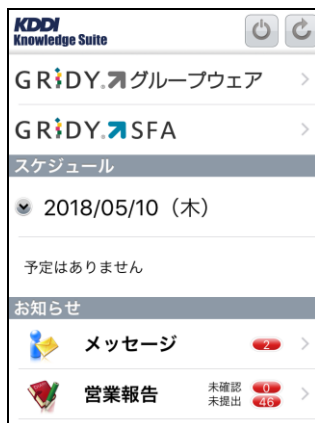 KDDI
Knowledge Suite
GRiDY.グループウェア
GRiDY.SFA
スケジュール
2018/05/10（木）
予定はありません
お知らせ
メッセージ 2
営業報告 未確認 0
未提出 46